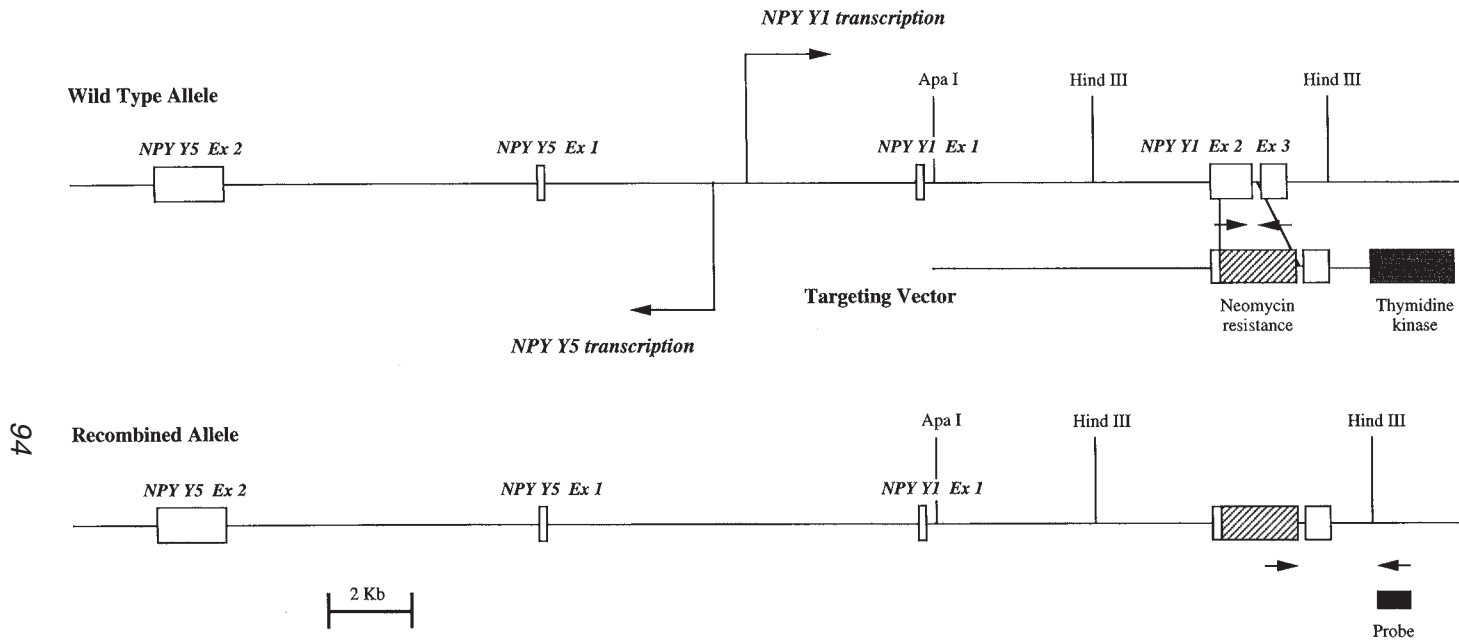 NPY Y1 transcription
Wild Type Allele
Apa I
Hind III
Hind III
NPY Y5 Ex 2
NPY Y5 Ex 1
NPY Y1 Ex 1
NPY Y1 Ex 2 Ex 3
Targeting Vector
Neomycin
resistance
Thymidine
kinase
NPY Y5 transcription
94
Recombined Allele
Apa I
Hind III
Hind III
NPY Y5 Ex 2
NPY Y5 Ex 1
NPY Y1 Ex 1
2 Kb
Probe